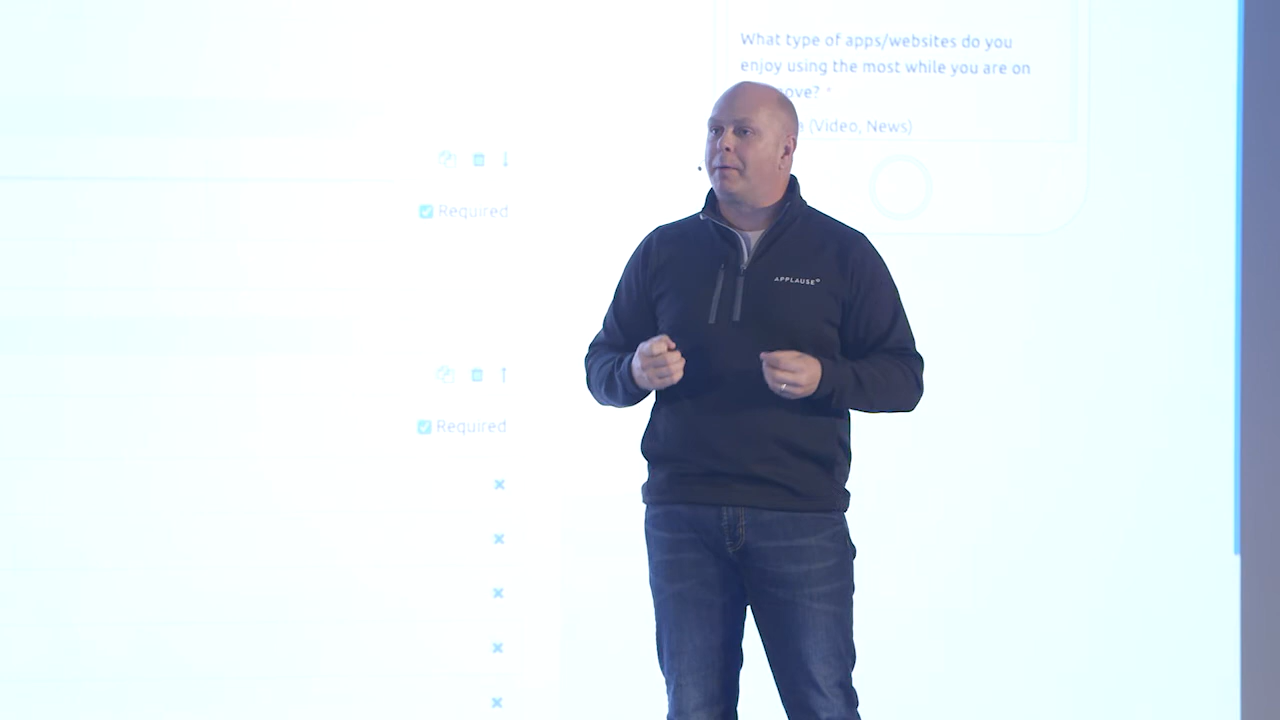 What type of apps/websites do you
enjoy using the most while you are on
ove? *
(Video, News)
Required
APPLAUSE
Required